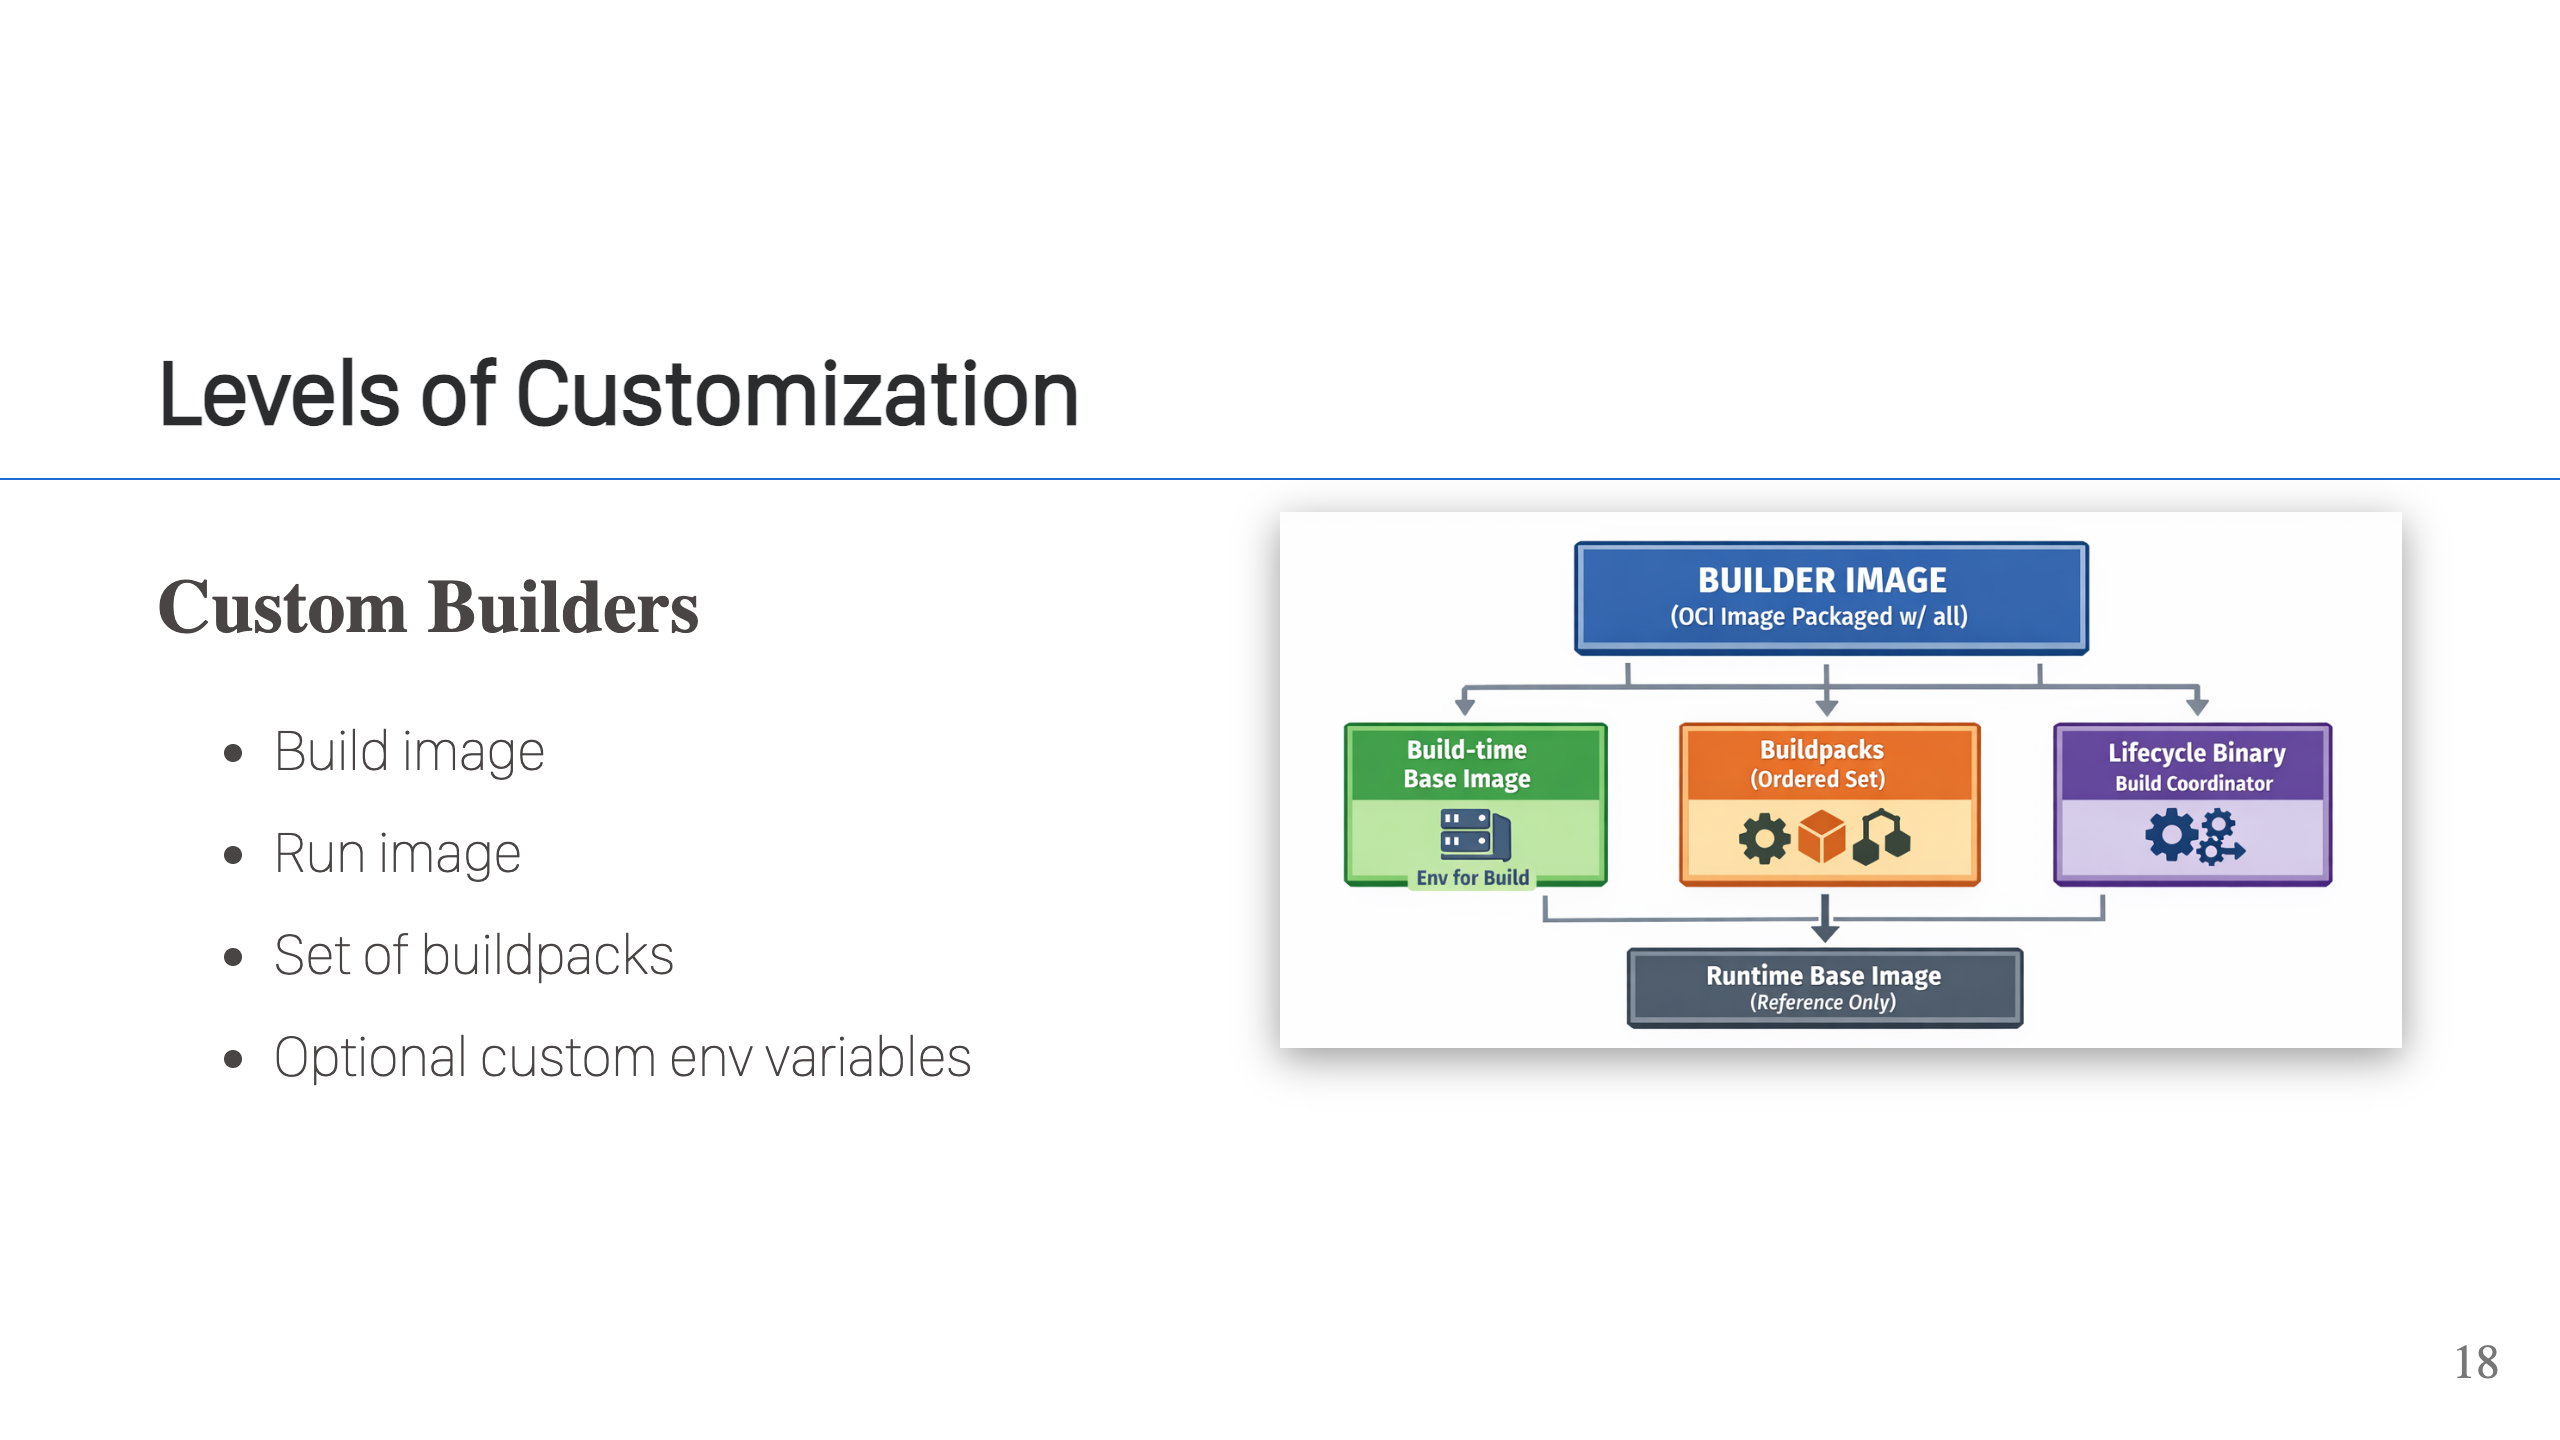 Levels of Customization
Custom Builders
Build image
Run image
Set of buildpacks
Optional custom env variables
BUILDER IMAGE
(OCI Image Packaged w/ all)
Build-time
Base Image
Env for Build
Buildpacks
(Ordered Set)
Lifecycle Binary
Build Coordinator
Runtime Base Image
(Reference Only)
18